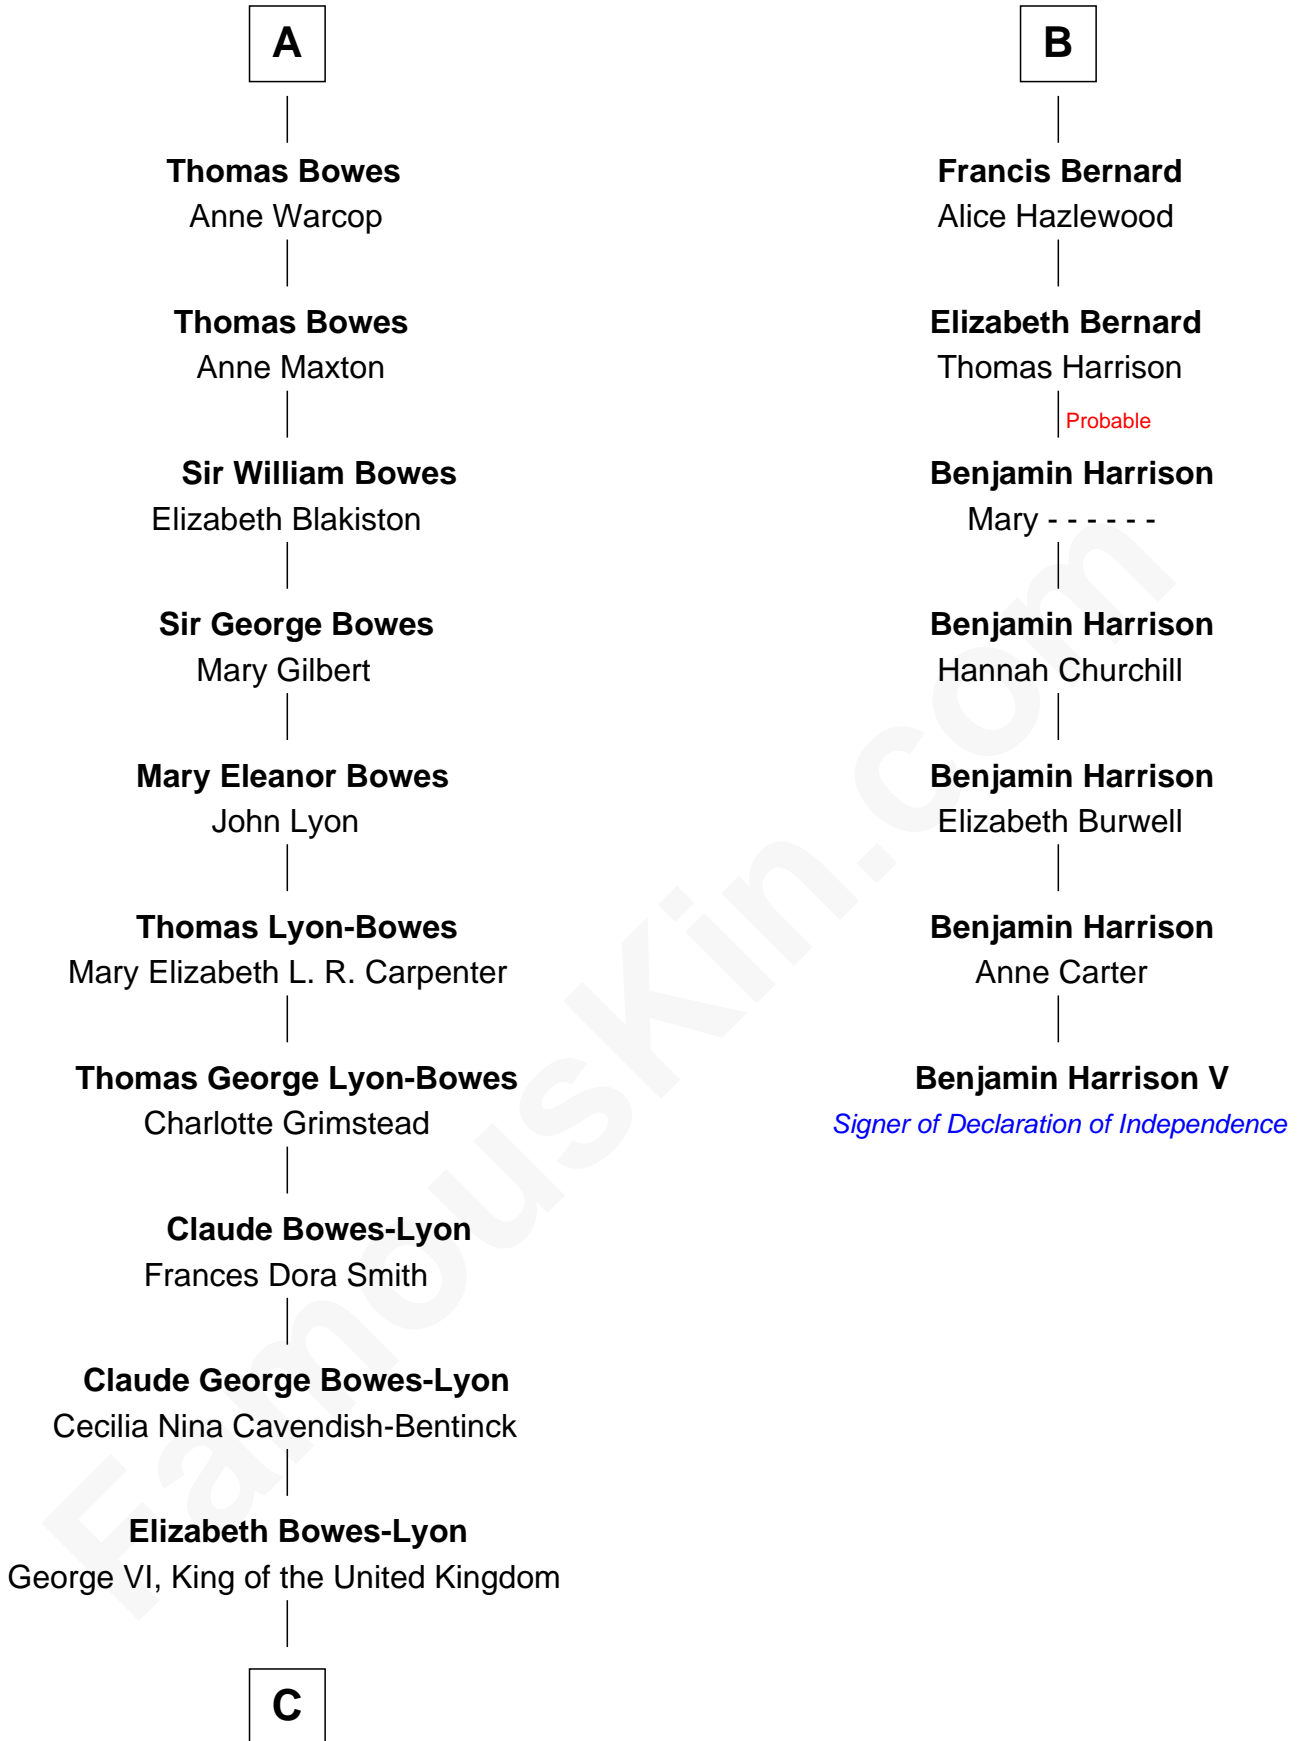 A
Thomas Bowes
Anne Warcop
Thomas Bowes
Anne Maxton
Sir William Bowes
Elizabeth Blakiston
Sir George Bowes
Mary Gilbert
Mary Eleanor Bowes
John Lyon
Thomas Lyon-Bowes
Mary Elizabeth L. R. Carpenter
Thomas George Lyon-Bowes
Charlotte Grimstead
Claude Bowes-Lyon
Frances Dora Smith
Claude George Bowes-Lyon
Cecilia Nina Cavendish-Bentinck
Elizabeth Bowes-Lyon
George VI, King of the United Kingdom
C
B
Francis Bernard
Alice Hazlewood
Elizabeth Bernard
Thomas Harrison
Probable
Benjamin Harrison
Mary - - - - - -
Benjamin Harrison
Hannah Churchill
Benjamin Harrison
Elizabeth Burwell
Benjamin Harrison
Anne Carter
Benjamin Harrison V
Signer of Declaration of Independence
FamousKin.com